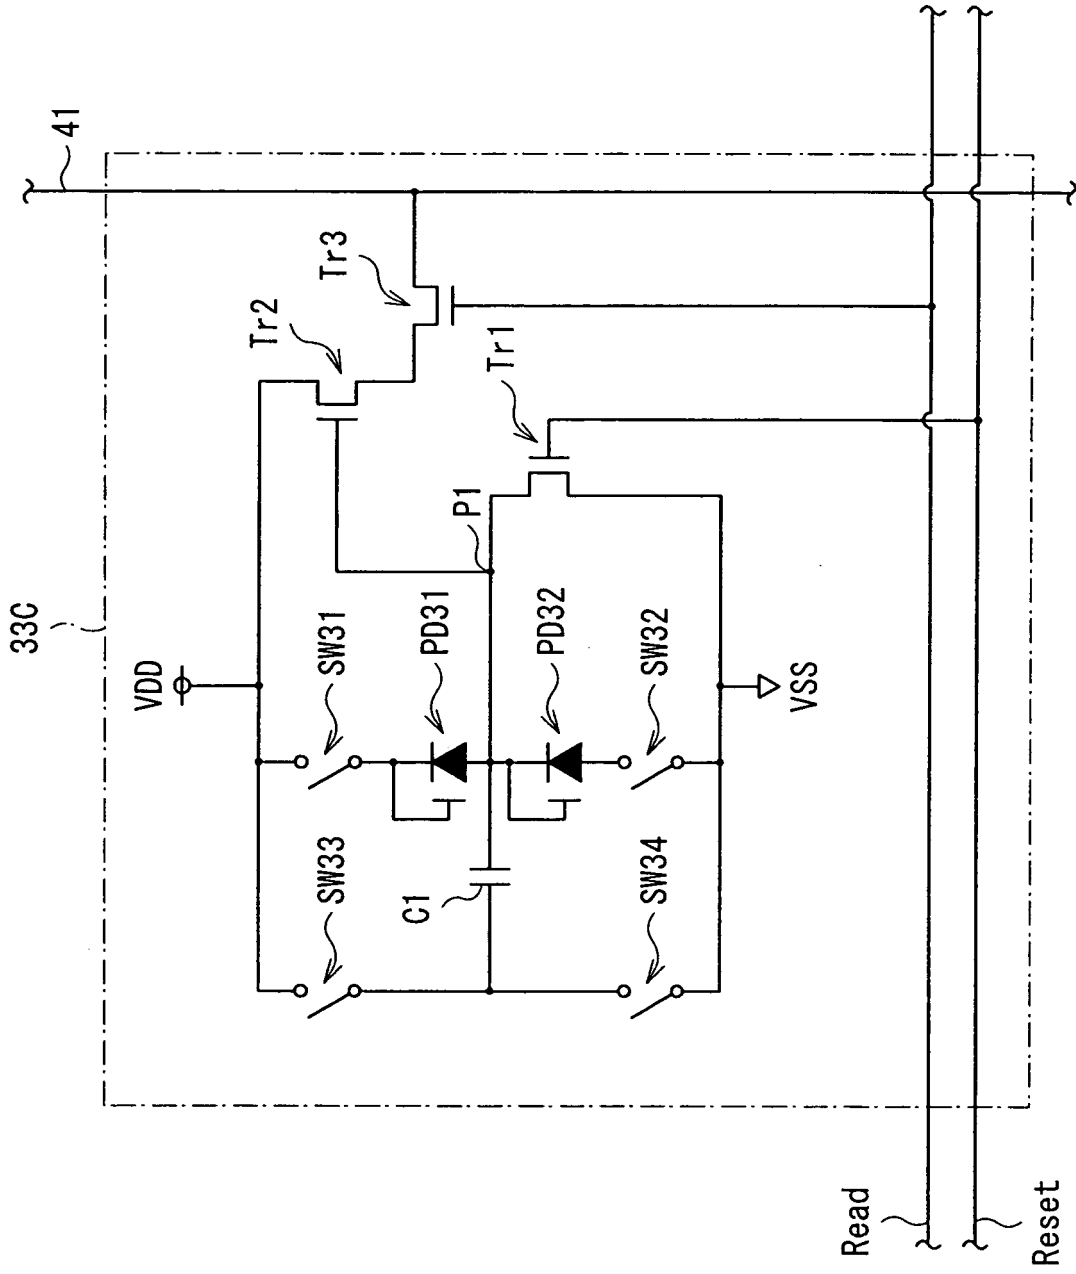 33C
41
VDD
Tr2
Tr3
SW31
SW33
PD31
P1
Tr1
C1
PD32
SW32
SW34
VSS
Read
Reset